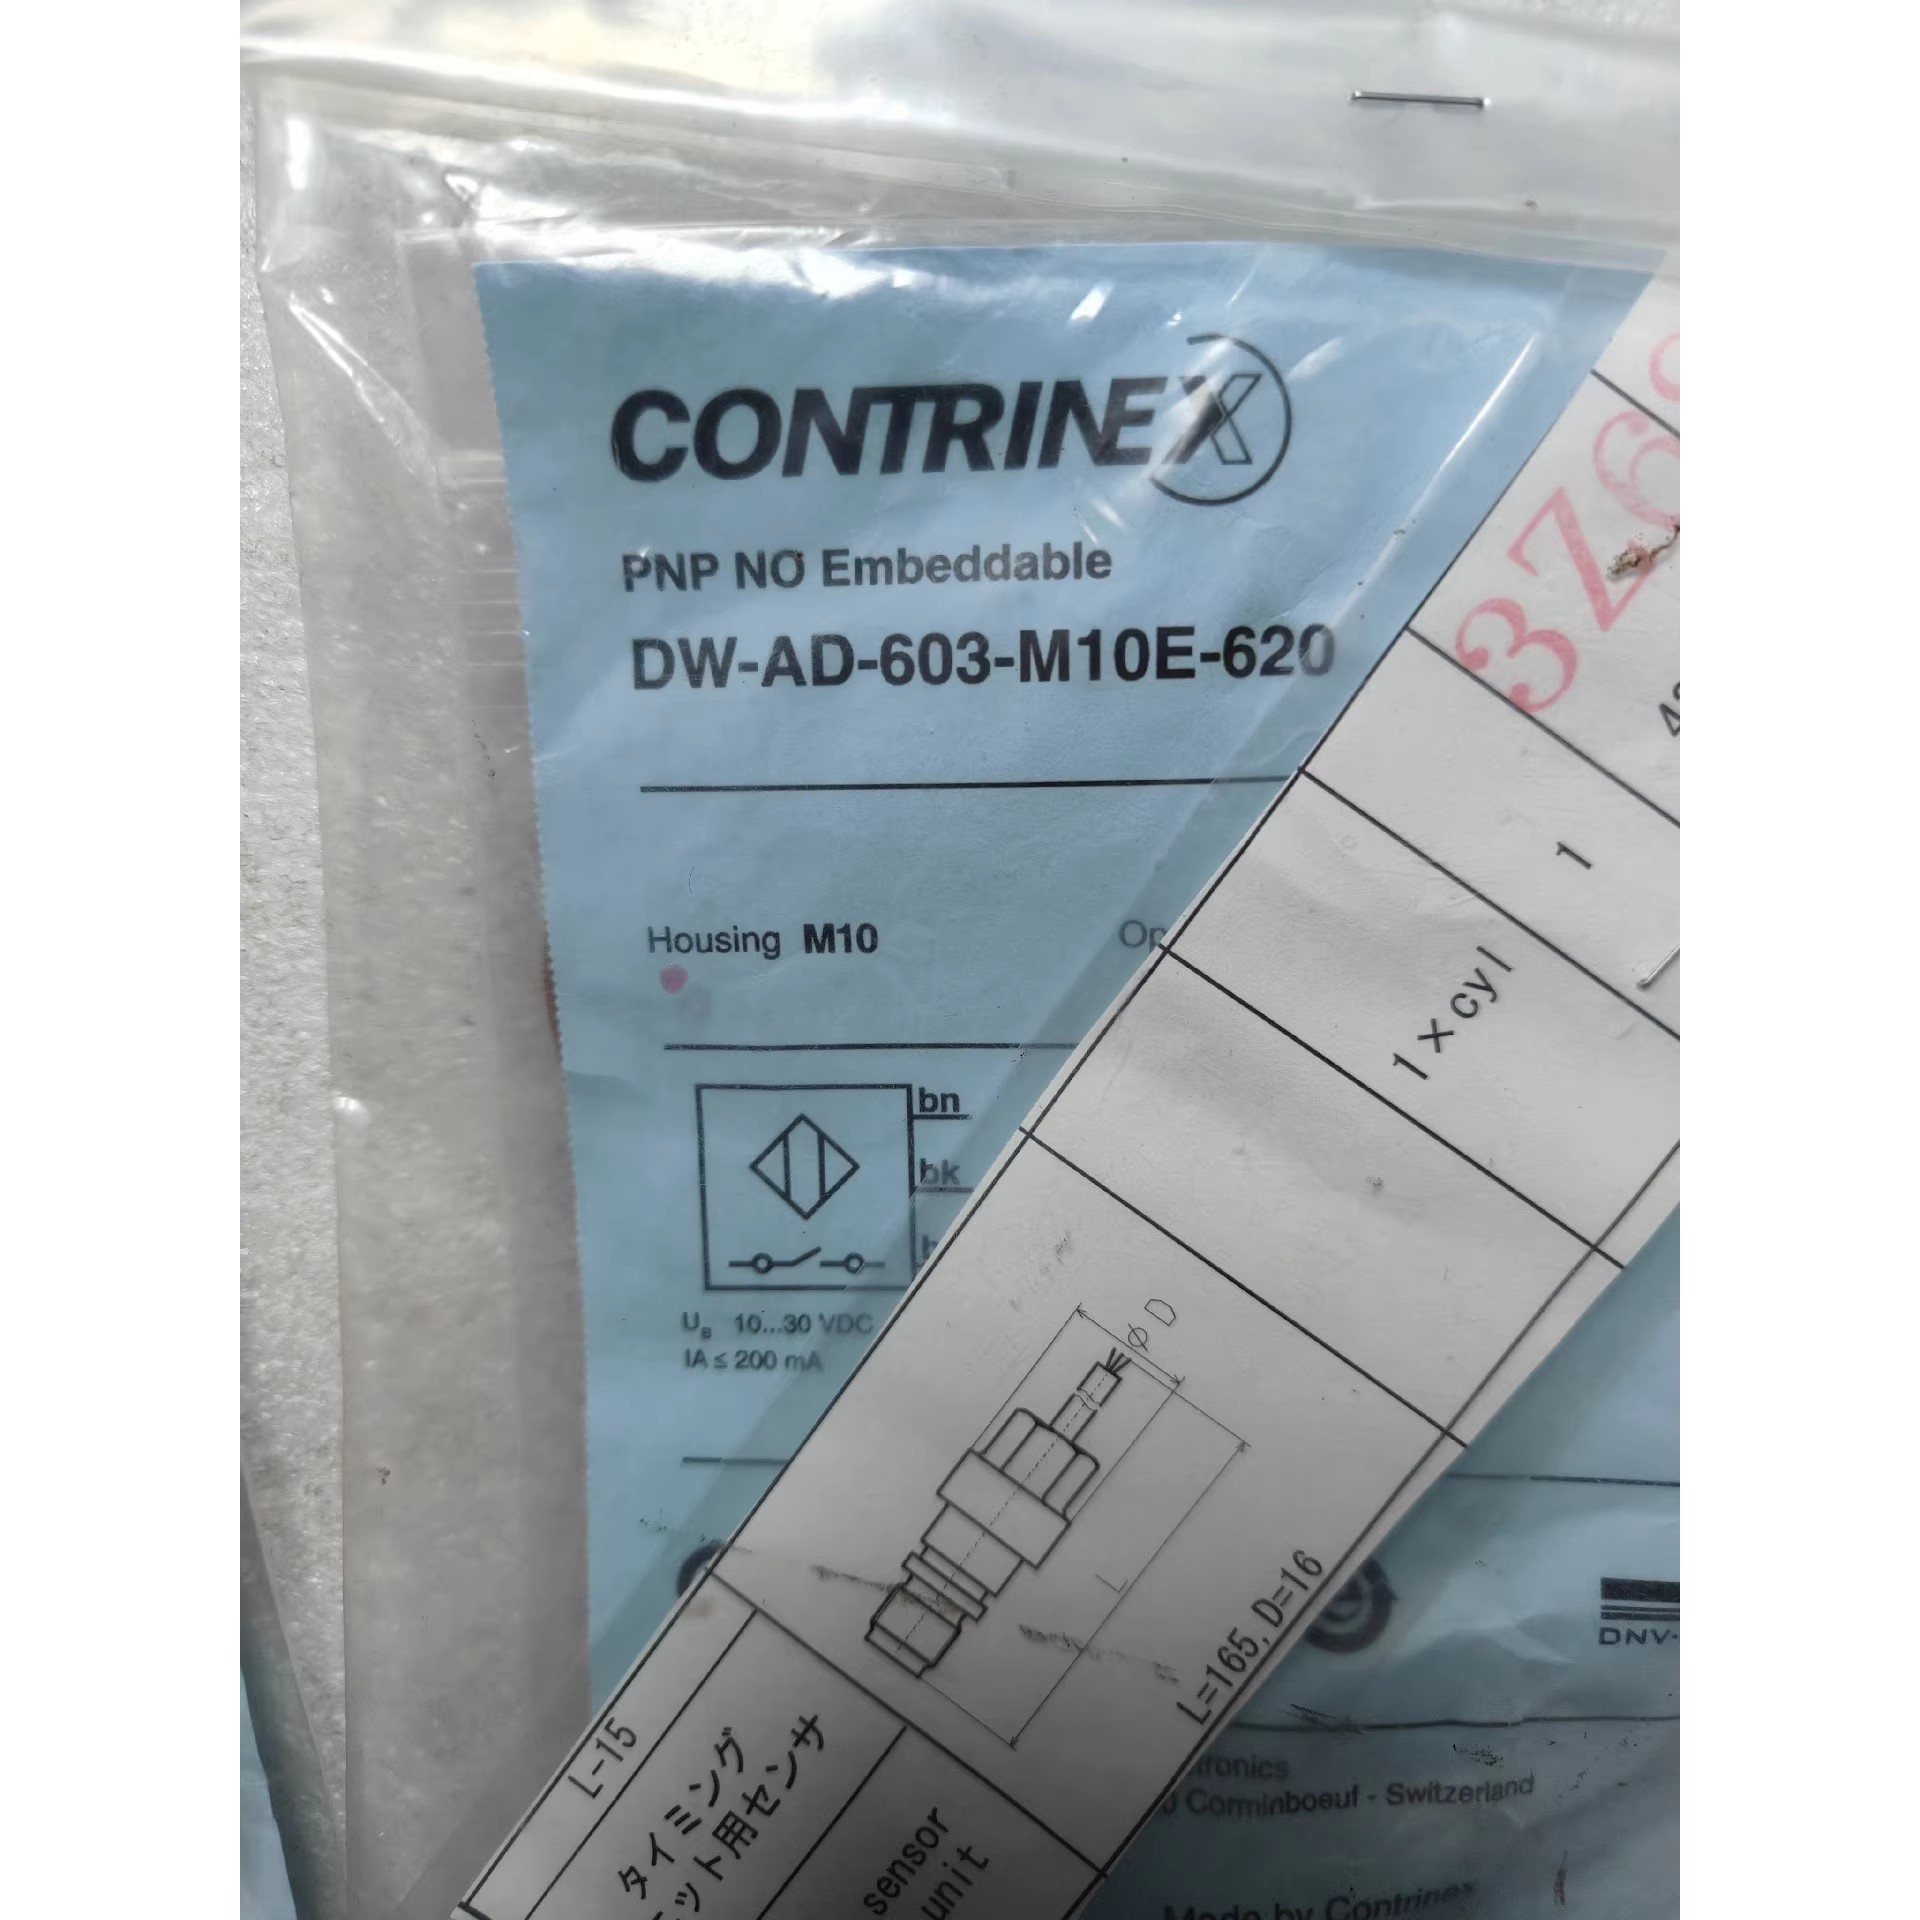 CONTRINEX
PNP NO Embeddable
DW-AD-603-M10E-620
Housing M10
bn
bk
UB 10...30 VDC
IA ≤ 200 mA
3Z6
1
1×cyl
φD
L
L=165, D=16
L-15
タイミング
ット用センサ
sensor
unit
DNV-
Corminboeuf - Switzerland
Made by Contrinex